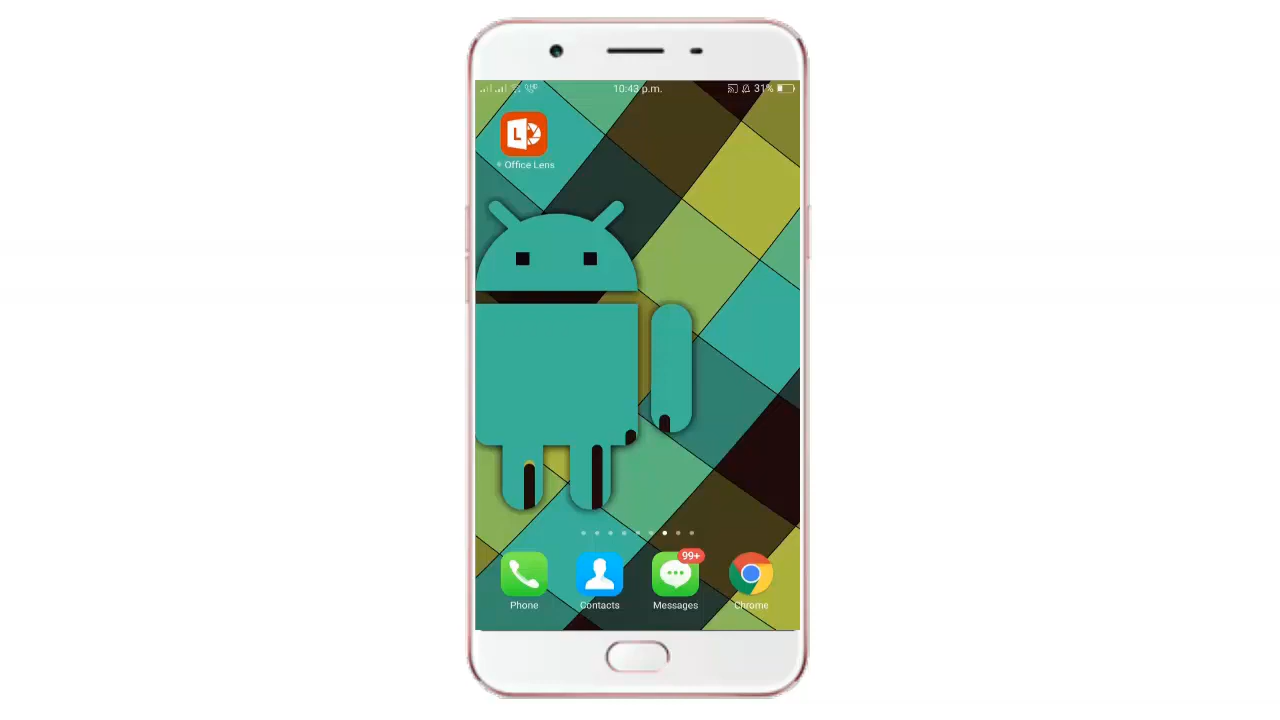 10:43 p.m.
31%
L
Office Lens
99+
Phone
Contacts
Messages
Chrome